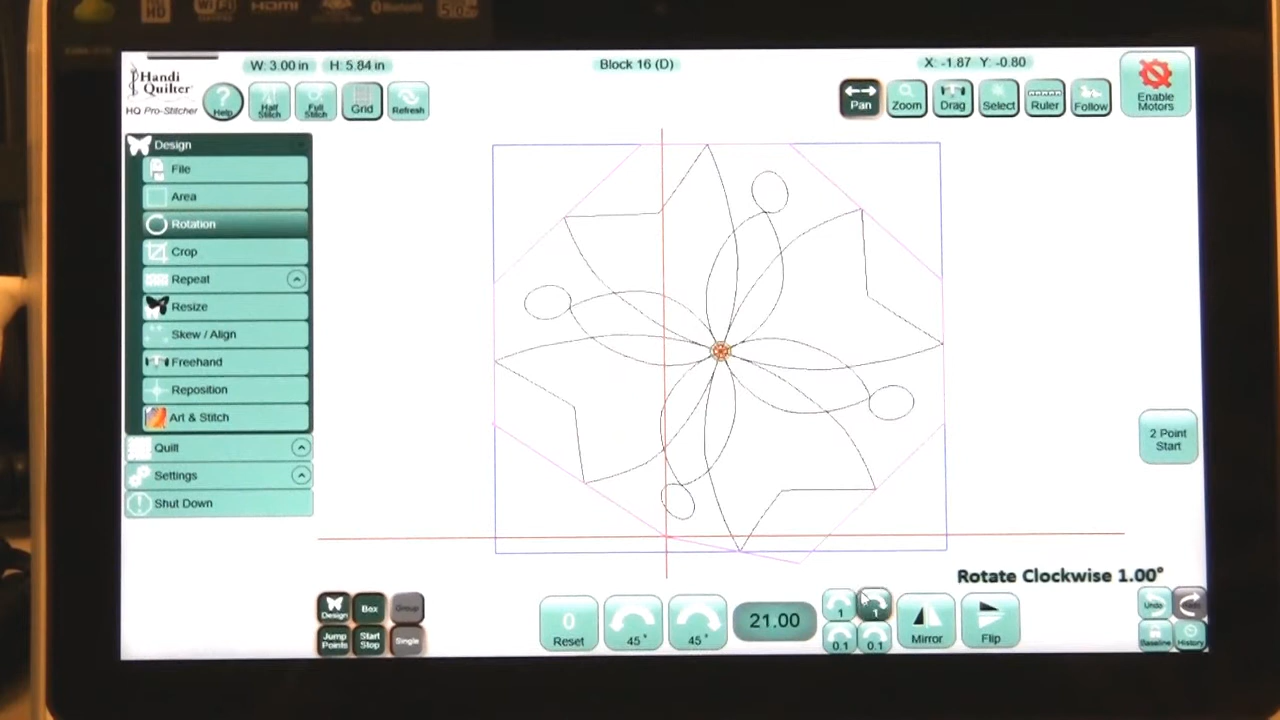 HD
WiFi
HDMI
Bluetooth
W: 3.00 in
H: 5.84 in
Block 16 (D)
X: -1.87 Y: -0.80
Handi
Quilter
HQ Pro-Stitcher
Help
Half
Stitch
Full
Stitch
Grid
Refresh
Pan
Zoom
Drag
Select
Ruler
Follow
Enable
Motors
Design
File
Area
Rotation
Crop
Repeat
Resize
Skew / Align
Freehand
Reposition
Art & Stitch
Quilt
Settings
Shut Down
2 Point
Start
Rotate Clockwise 1.00°
Design
Box
Group
Jump
Points
Start
Stop
Single
0
Reset
45°
45°
21.00
1
1
0.1
0.1
Mirror
Flip
Undo
Redo
Baseline
History